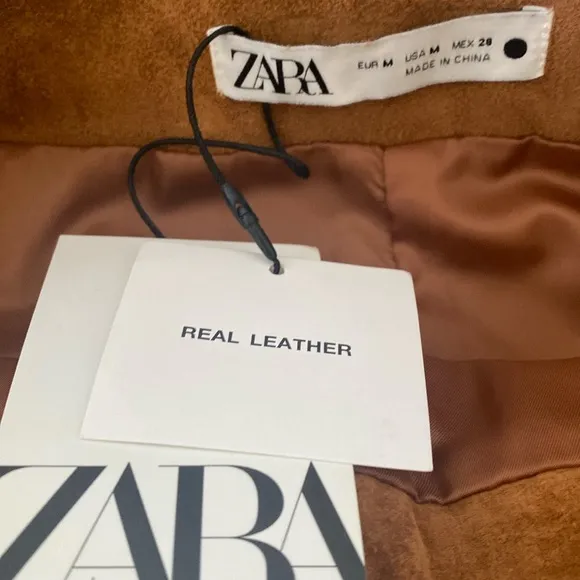 ZARA
EUR M USA M MEX 28
MADE IN CHINA
REAL LEATHER
ZARA